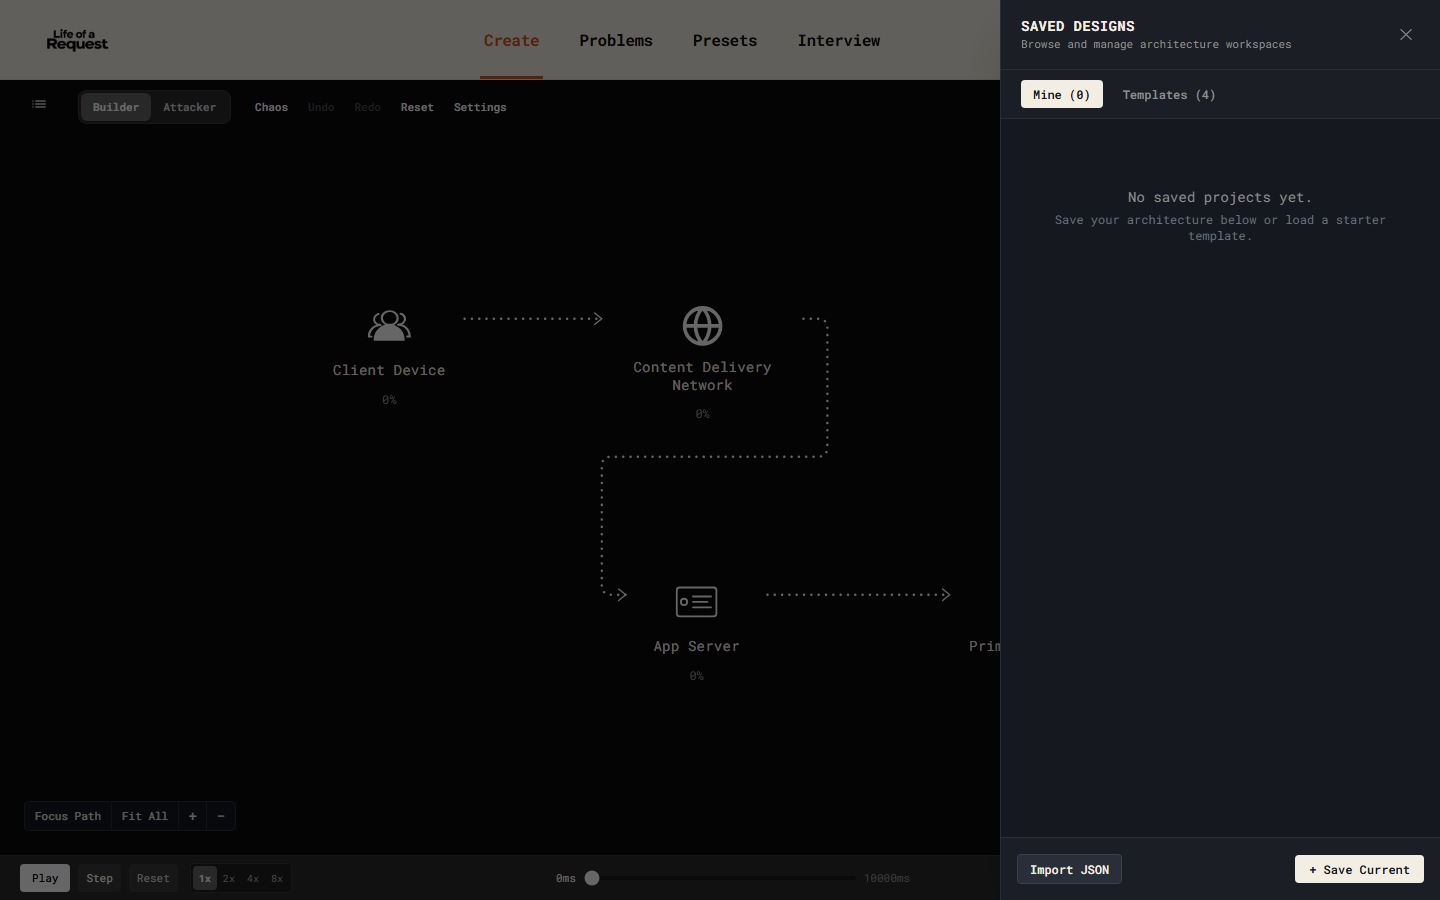 Life of a
Request
Create
Problems
Presets
Interview
SAVED DESIGNS
Browse and manage architecture workspaces
Builder
Attacker
Chaos
Undo
Redo
Reset
Settings
Mine (0)
Templates (4)
No saved projects yet.
Save your architecture below or load a starter
template.
Client Device
0%
Content Delivery
Network
0%
App Server
0%
Focus Path
Fit All
+
−
Play
Step
Reset
1x
2x
4x
8x
0ms
10000ms
Import JSON
+ Save Current